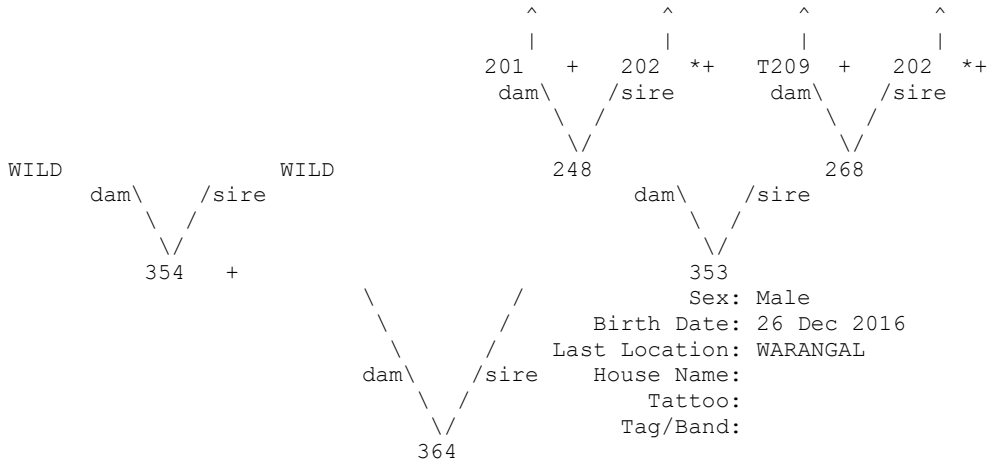 ^ ^ ^ ^
| | | |
201 + 202 *+ T209 + 202 *+
dam\ /sire dam\ /sire
\ / \ /
\/ \/
WILD WILD 248 268
dam\ /sire dam\ /sire
\ / \ /
\/ \/
354 + 353
\ / Sex: Male
\ / Birth Date: 26 Dec 2016
\ / Last Location: WARANGAL
dam\ /sire House Name:
\ / Tattoo:
\/ Tag/Band:
364